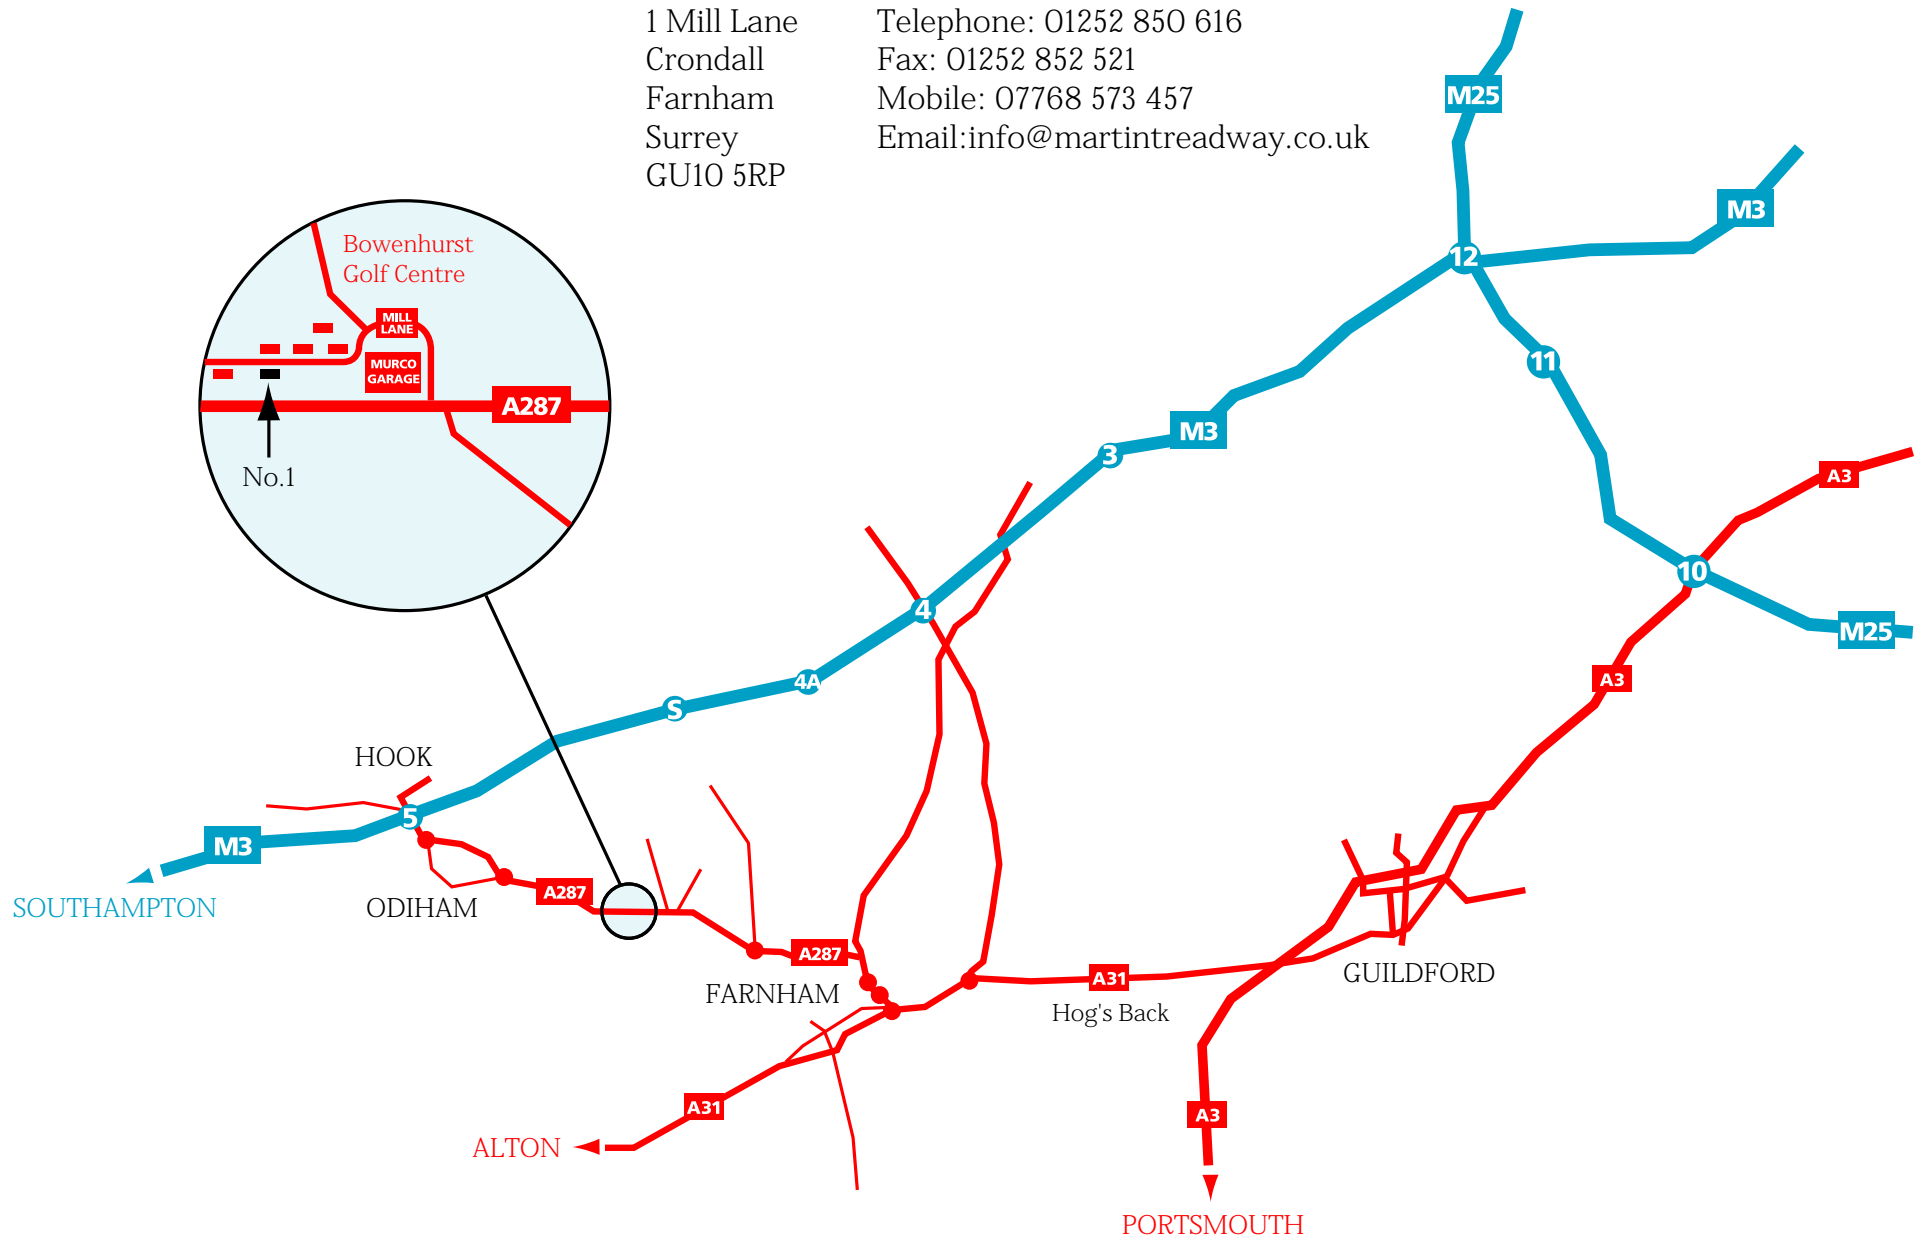 1 Mill Lane
Crondall
Farnham
Surrey
GU10 5RP
Telephone: 01252 850 616
Fax: 01252 852 521
Mobile: 07768 573 457
Email:info@martintreadway.co.uk
M25
M3
12
11
Bowenhurst
Golf Centre
MILL
LANE
MURCO
GARAGE
A287
No.1
M3
3
A3
10
M25
4
A3
4A
S
HOOK
5
M3
SOUTHAMPTON
ODIHAM
A287
A287
FARNHAM
A31
Hog's Back
GUILDFORD
A31
ALTON
A3
PORTSMOUTH